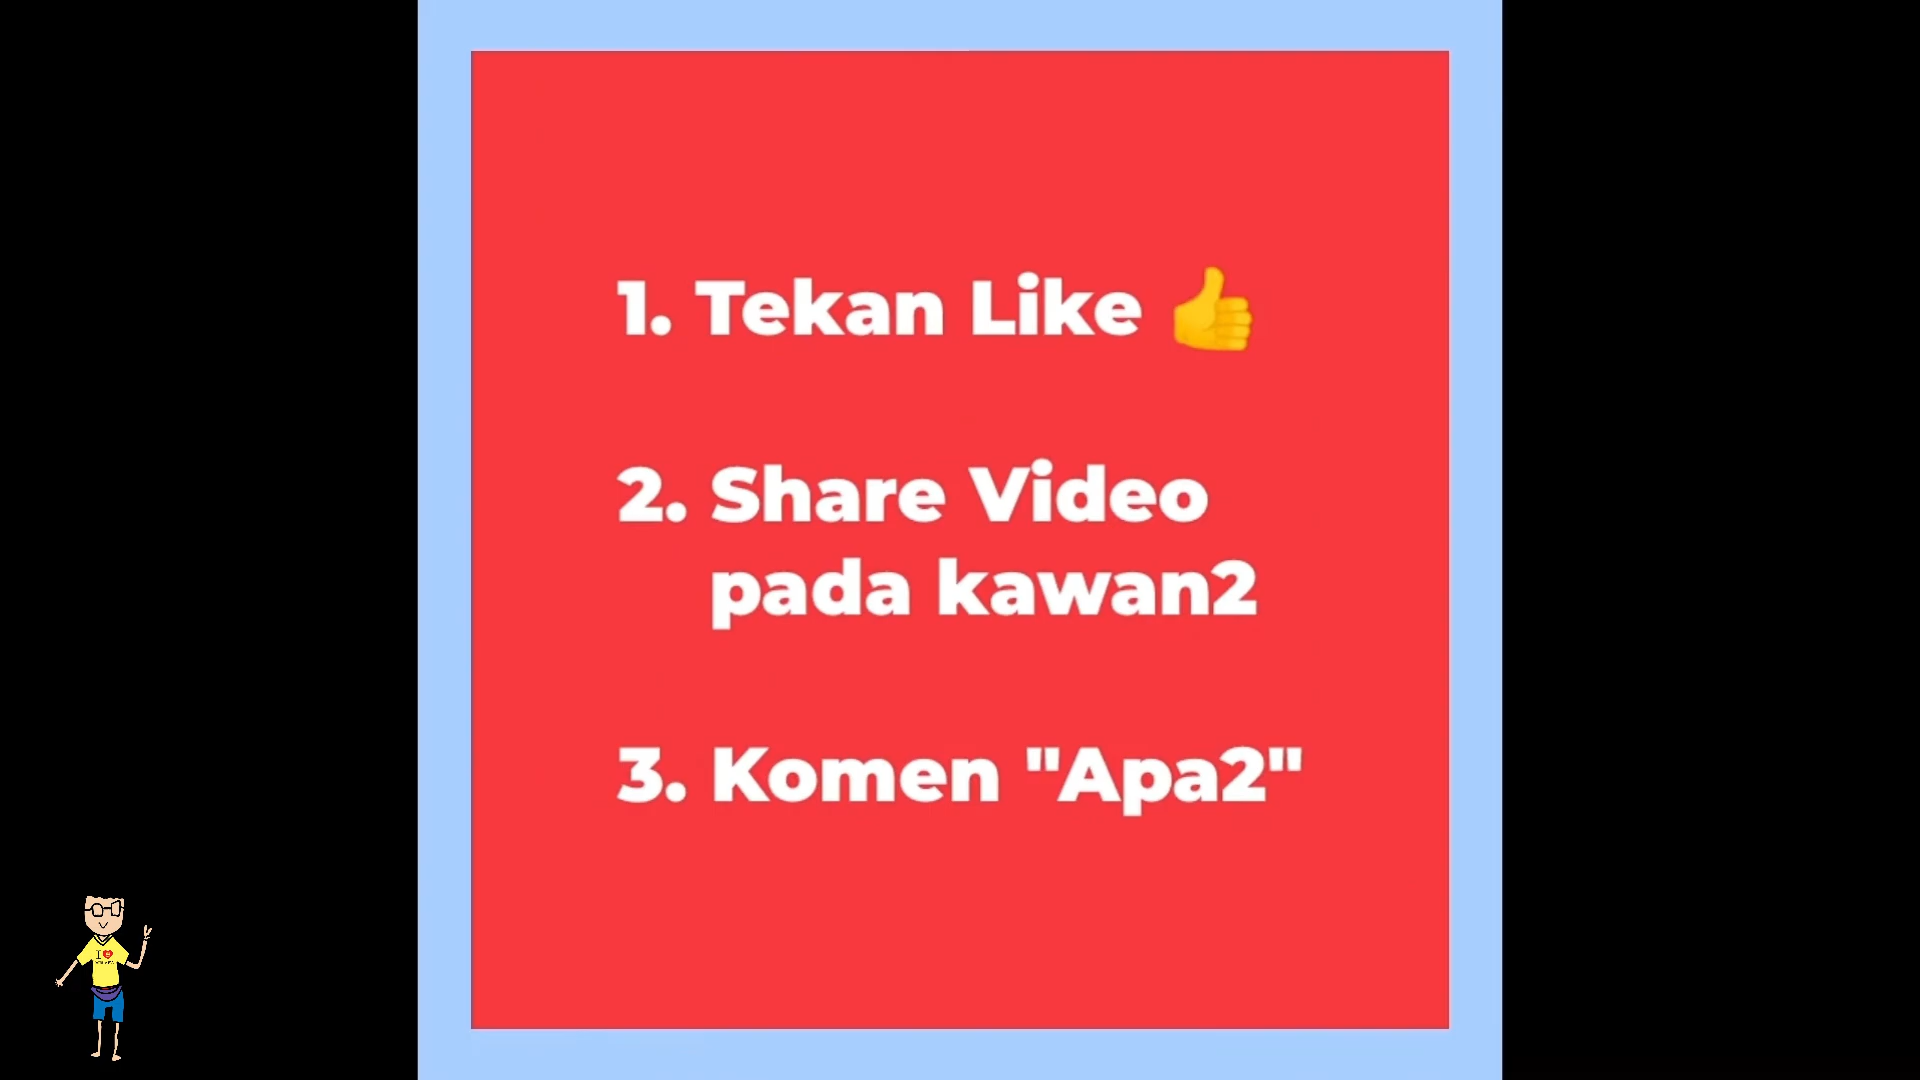 1. Tekan Like 👍
2. Share Video
pada kawan2
3. Komen "Apa2"
I ❤